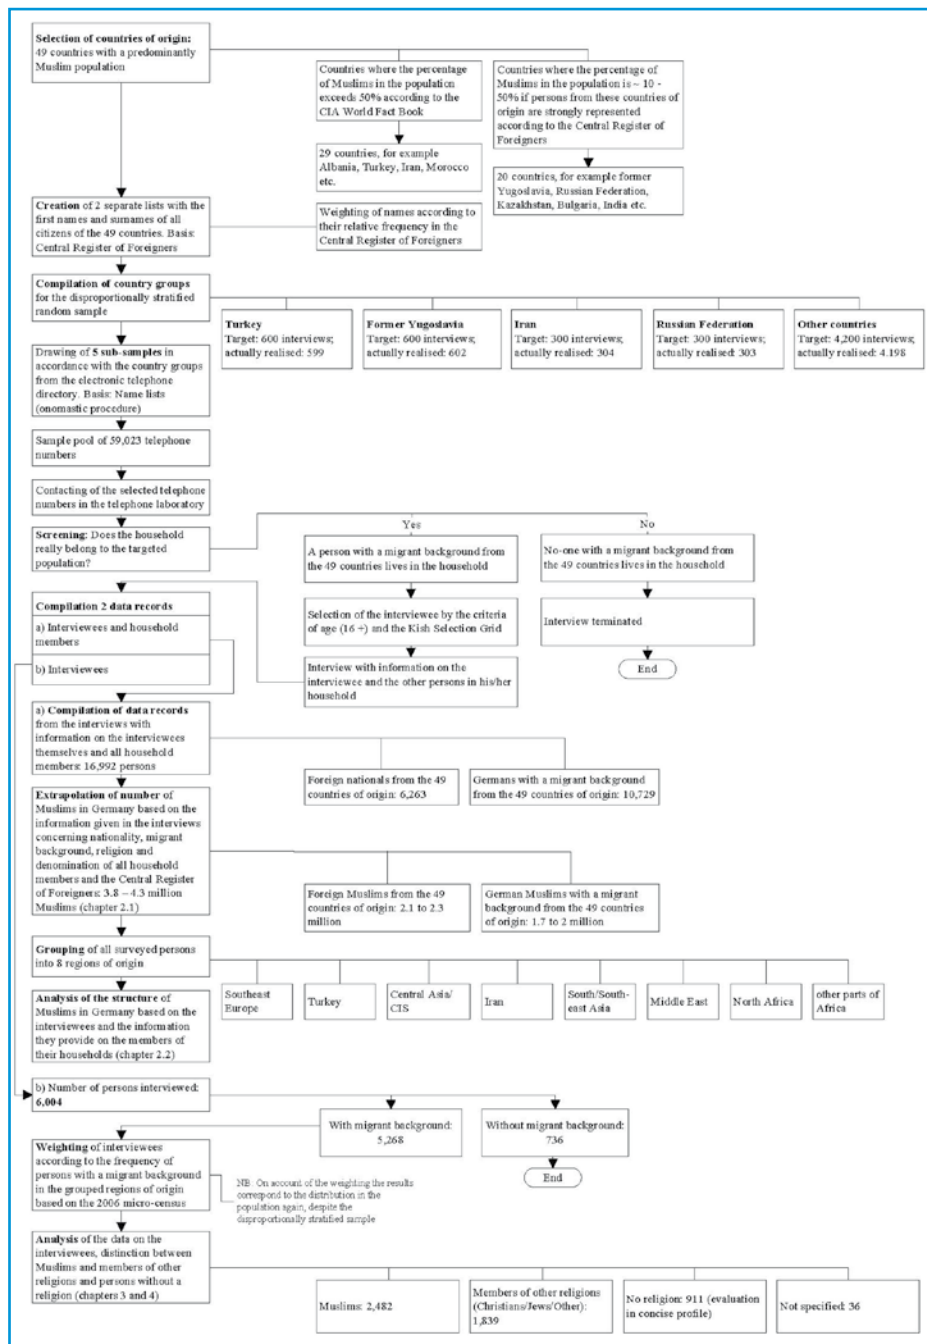 Selection of countries of origin:
49 countries with a predominantly
Muslim population
Countries where the percentage
of Muslims in the population
exceeds 50% according to the
CIA World Fact Book
Countries where the percentage of
Muslims in the population is ~ 10 -
50% if persons from these countries of
origin are strongly represented
according to the Central Register of
Foreigners
29 countries, for example
Albania, Turkey, Iran, Morocco
etc.
20 countries, for example former
Yugoslavia, Russian Federation,
Kazakhstan, Bulgaria, India etc.
Creation of 2 separate lists with the
first names and surnames of all
citizens of the 49 countries. Basis:
Central Register of Foreigners
Weighting of names according to
their relative frequency in the
Central Register of Foreigners
Compilation of country groups
for the disproportionally stratified
random sample
Turkey
Target: 600 interviews;
actually realised: 599
Former Yugoslavia
Target: 600 interviews;
actually realised: 602
Iran
Target: 300 interviews;
actually realised: 304
Russian Federation
Target: 300 interviews;
actually realised: 303
Other countries
Target: 4,200 interviews;
actually realised: 4.198
Drawing of 5 sub-samples in
accordance with the country groups
from the electronic telephone
directory. Basis: Name lists
(onomastic procedure)
Sample pool of 59,023 telephone
numbers
Contacting of the selected telephone
numbers in the telephone laboratory
Screening: Does the household
really belong to the targeted
population?
Yes
No
A person with a migrant background from
the 49 countries lives in the household
No-one with a migrant background from
the 49 countries lives in the household
Selection of the interviewee by the criteria
of age (16 +) and the Kish Selection Grid
Interview terminated
Interview with information on the
interviewee and the other persons in his/her
household
End
Compilation 2 data records
a) Interviewees and household
members
b) Interviewees
a) Compilation of data records
from the interviews with
information on the interviewees
themselves and all household
members: 16,992 persons
Foreign nationals from the 49
countries of origin: 6,263
Germans with a migrant background
from the 49 countries of origin: 10,729
Extrapolation of number of
Muslims in Germany based on the
information given in the interviews
concerning nationality, migrant
background, religion and
denomination of all household
members and the Central Register
of Foreigners: 3.8 – 4.3 million
Muslims (chapter 2.1)
Foreign Muslims from the 49
countries of origin: 2.1 to 2.3
million
German Muslims with a migrant
background from the 49 countries
of origin: 1.7 to 2 million
Grouping of all surveyed persons
into 8 regions of origin
Southeast
Europe
Turkey
Central Asia/
CIS
Iran
South/South-
east Asia
Middle East
North Africa
other parts of
Africa
Analysis of the structure of
Muslims in Germany based on the
interviewees and the information
they provide on the members of
their households (chapter 2.2)
b) Number of persons interviewed:
6,004
With migrant background:
5,268
Without migrant background:
736
End
Weighting of interviewees
according to the frequency of
persons with a migrant background
in the grouped regions of origin
based on the 2006 micro-census
NB: On account of the weighting the results
correspond to the distribution in the
population again, despite the
disproportionally stratified sample
Analysis of the data on the
interviewees, distinction between
Muslims and members of other
religions and persons without a
religion (chapters 3 and 4)
Muslims: 2,482
Members of other religions
(Christians/Jews/Other):
1,839
No religion: 911 (evaluation
in concise profile)
Not specified: 36